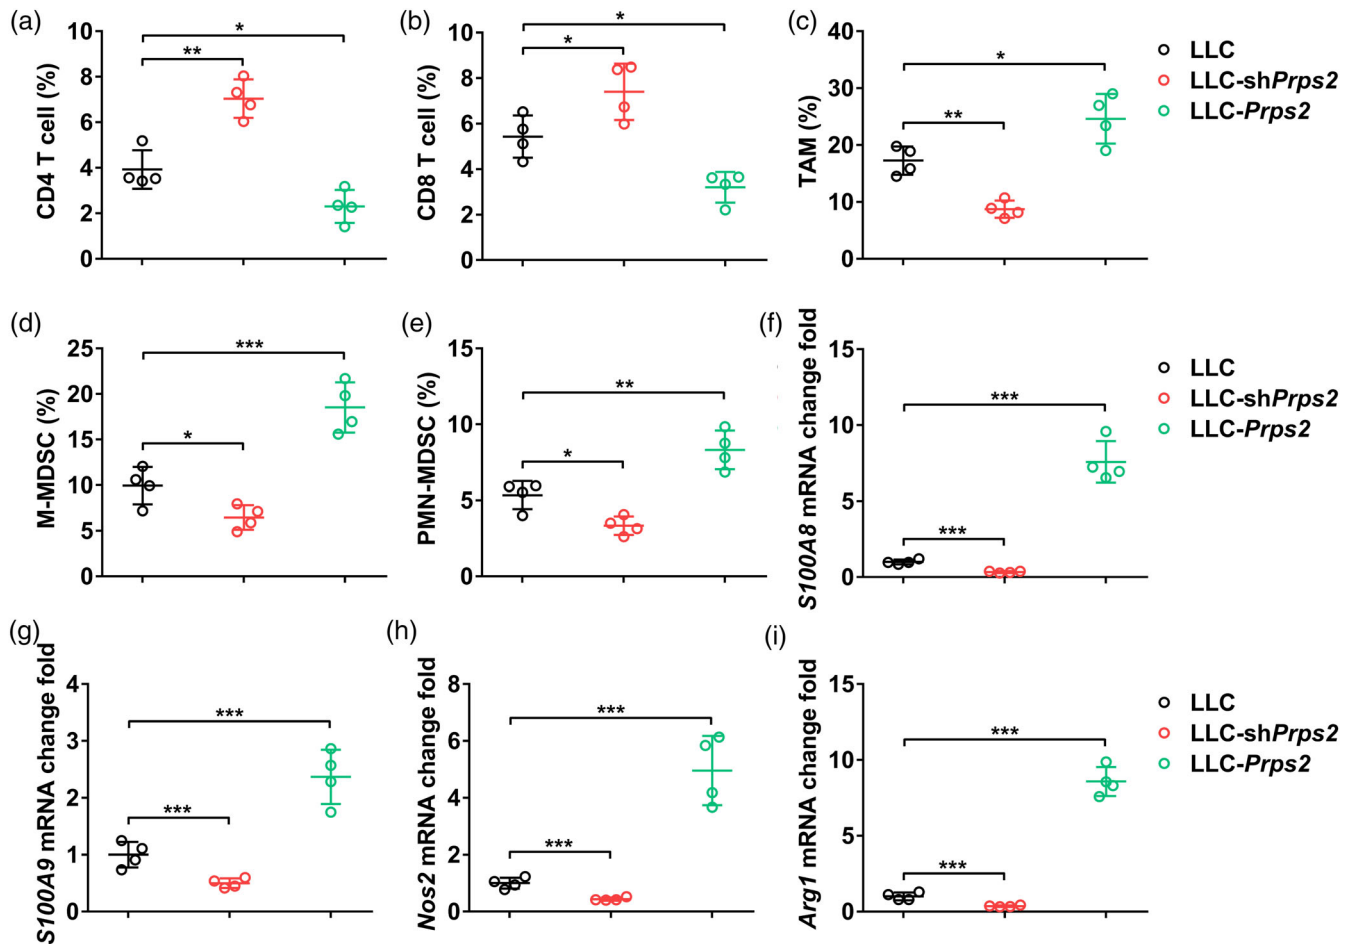 (a)
CD4 T cell (%)
10
8
6
4
2
0
*
**
(b)
CD8 T cell (%)
10
8
6
4
2
0
*
*
(c)
TAM (%)
40
30
20
10
0
*
**
LLC
LLC-shPrps2
LLC-Prps2
(d)
M-MDSC (%)
25
20
15
10
5
0
***
*
(e)
PMN-MDSC (%)
15
10
5
0
**
*
(f)
S100A8 mRNA change fold
15
10
5
0
***
***
LLC
LLC-shPrps2
LLC-Prps2
(g)
S100A9 mRNA change fold
4
3
2
1
0
***
***
(h)
Nos2 mRNA change fold
8
6
4
2
0
***
***
(i)
Arg1 mRNA change fold
15
10
5
0
***
***
LLC
LLC-shPrps2
LLC-Prps2